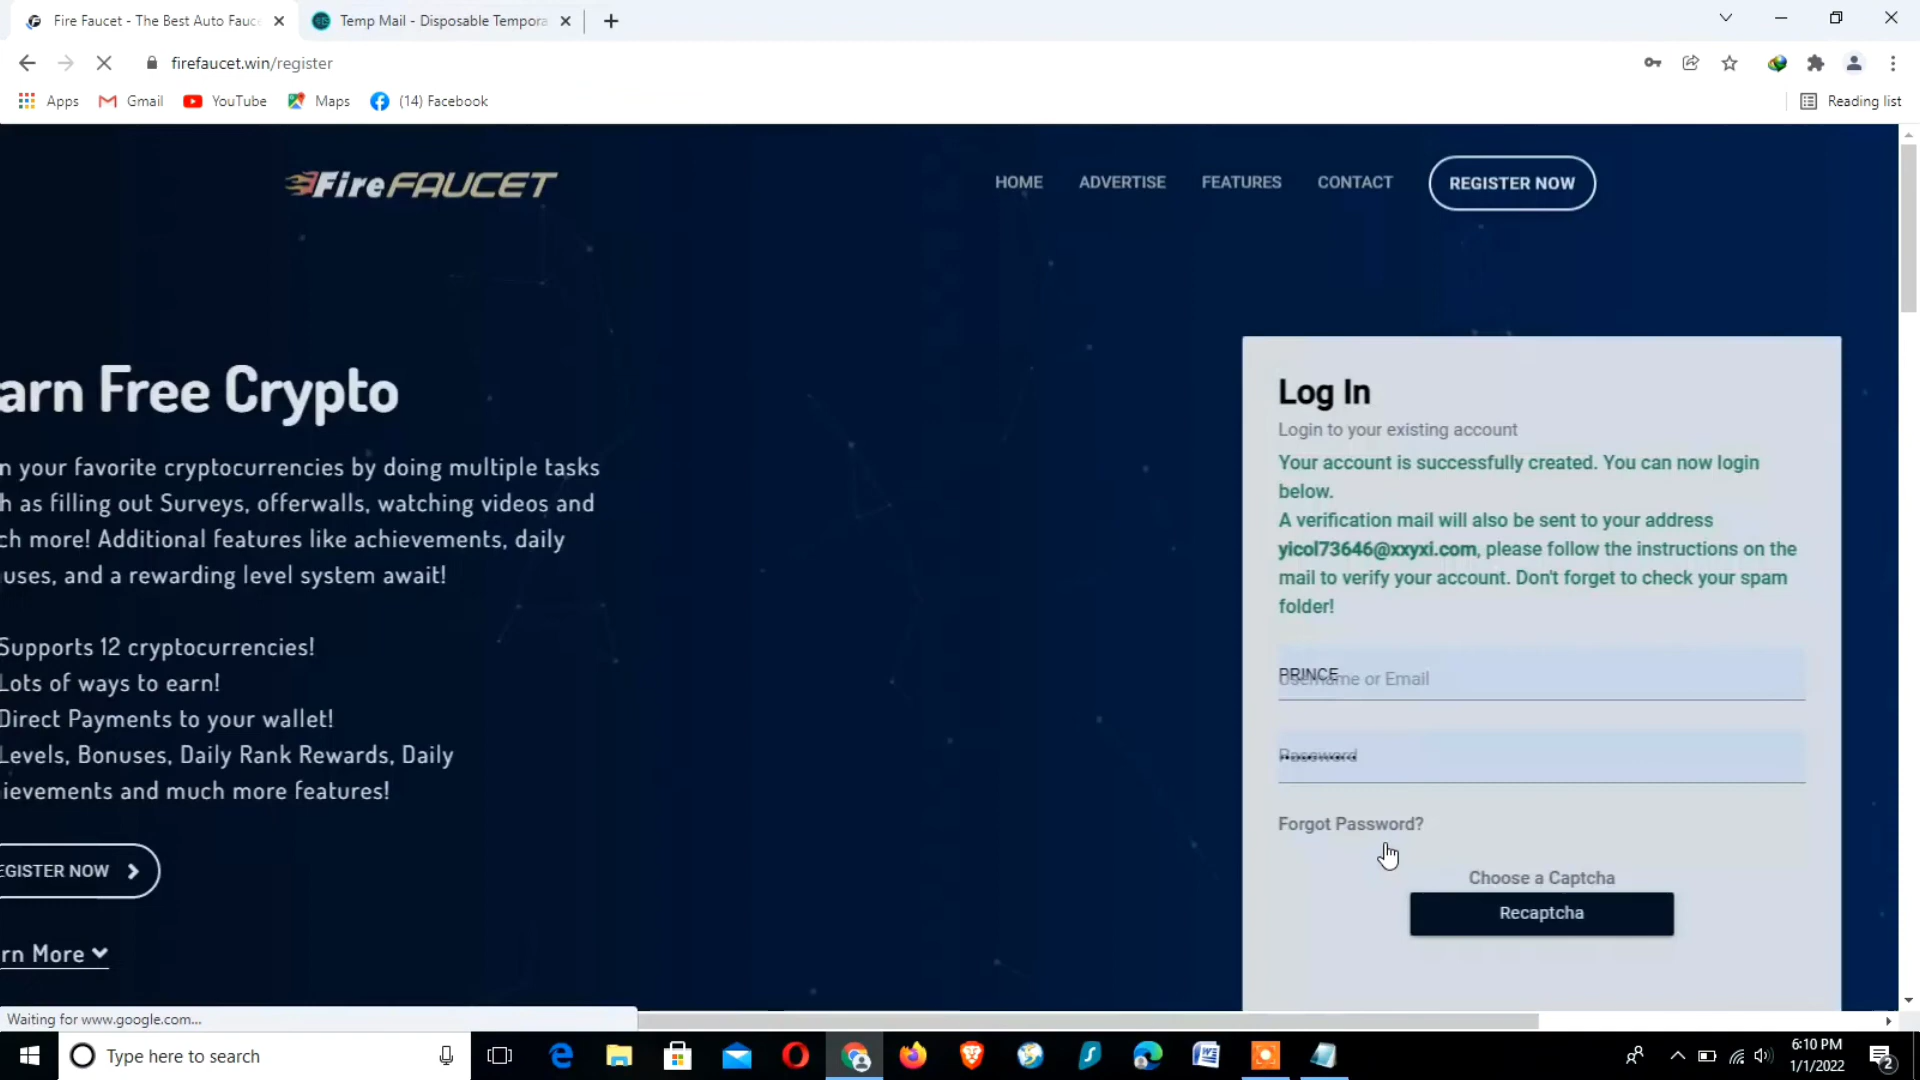 Fire Faucet - The Best Auto Fauc
Temp Mail - Disposable Tempora
firefaucet.win/register
Apps
Gmail
YouTube
Maps
(14) Facebook
Reading list
FireFAUCET
HOME
ADVERTISE
FEATURES
CONTACT
REGISTER NOW
arn Free Crypto
n your favorite cryptocurrencies by doing multiple tasks
h as filling out Surveys, offerwalls, watching videos and
ch more! Additional features like achievements, daily
uses, and a rewarding level system await!
Supports 12 cryptocurrencies!
Lots of ways to earn!
Direct Payments to your wallet!
Levels, Bonuses, Daily Rank Rewards, Daily
ievements and much more features!
EGISTER NOW
rn More
Log In
Login to your existing account
Your account is successfully created. You can now login
below.
A verification mail will also be sent to your address
yicol73646@xxyxi.com, please follow the instructions on the
mail to verify your account. Don't forget to check your spam
folder!
PRINCE
Username or Email
Password
Forgot Password?
Choose a Captcha
Recaptcha
Waiting for www.google.com...
Type here to search
6:10 PM
1/1/2022
2